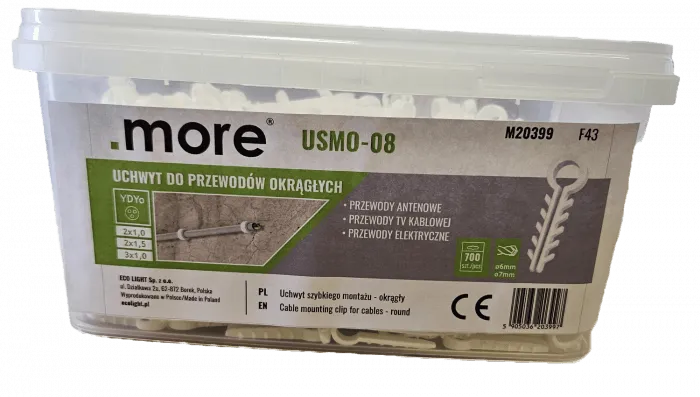 .more®
USMO-08
M20399 F43
UCHWYT DO PRZEWODÓW OKRĄGŁYCH
YDYo
2x1,0
2x1,5
3x1,0
• PRZEWODY ANTENOWE
• PRZEWODY TV KABLOWEJ
• PRZEWODY ELEKTRYCZNE
700
szt./pcs
ø6mm
ø7mm
ECO LIGHT Sp. z o.o.
ul. Działkowa 2a, 62-872 Borek, Polska
Wyprodukowano w Polsce/Made in Poland
ecolight.pl
PL Uchwyt szybkiego montażu - okrągły
EN Cable mounting clip for cables - round
CE
5 905036 203997